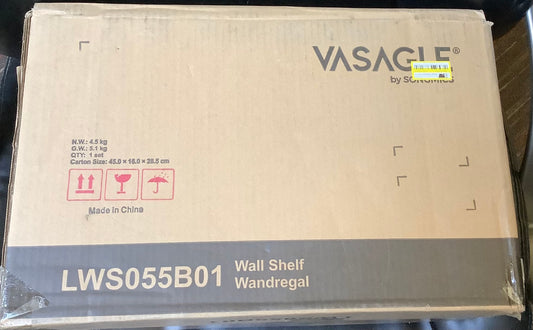 VASAGLE®
by SONGMICS
N.W.: 4.5 kg
G.W.: 5.1 kg
QTY: 1 set
Carton Size: 45.0 × 16.0 × 28.5 cm
Made in China
LWS055B01
Wall Shelf
Wandregal